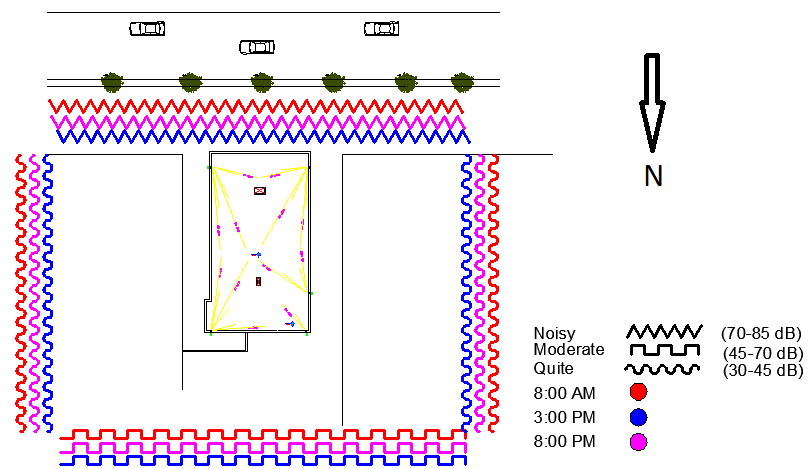 N
Noisy (70-85 dB)
Moderate (45-70 dB)
Quite (30-45 dB)
8:00 AM
3:00 PM
8:00 PM